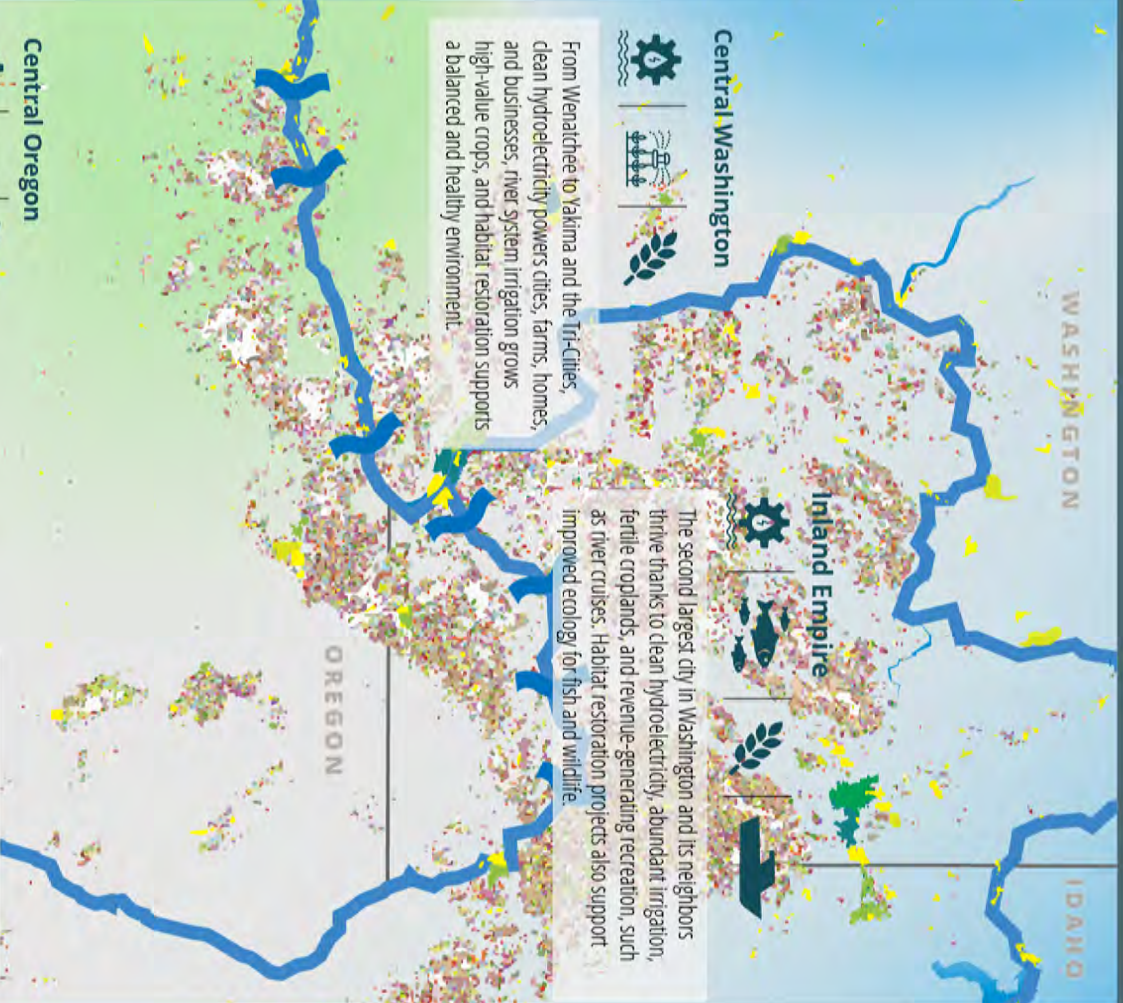 WASHINGTON
IDAHO
OREGON
Central Washington
From Wenatchee to Yakima and the Tri-Cities,
clean hydroelectricity powers cities, farms, homes,
and businesses, river system irrigation grows
high-value crops, and habitat restoration supports
a balanced and healthy environment.
Inland Empire
The second largest city in Washington and its neighbors
thrive thanks to clean hydroelectricity, abundant irrigation,
fertile croplands, and revenue-generating recreation, such
as river cruises. Habitat restoration projects also support
improved ecology for fish and wildlife.
Central Oregon